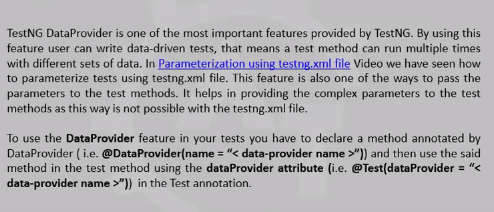 TestNG DataProvider is one of the most important features provided by TestNG. By using this
feature user can write data-driven tests, that means a test method can run multiple times
with different sets of data. In Parameterization using testng.xml file Video we have seen how
to parameterize tests using testng.xml file. This feature is also one of the ways to pass the
parameters to the test methods. It helps in providing the complex parameters to the test
methods as this way is not possible with the testng.xml file.
To use the DataProvider feature in your tests you have to declare a method annotated by
DataProvider ( i.e. @DataProvider(name = “< data-provider name >”)) and then use the said
method in the test method using the dataProvider attribute (i.e. @Test(dataProvider = “<
data-provider name >”)) in the Test annotation.